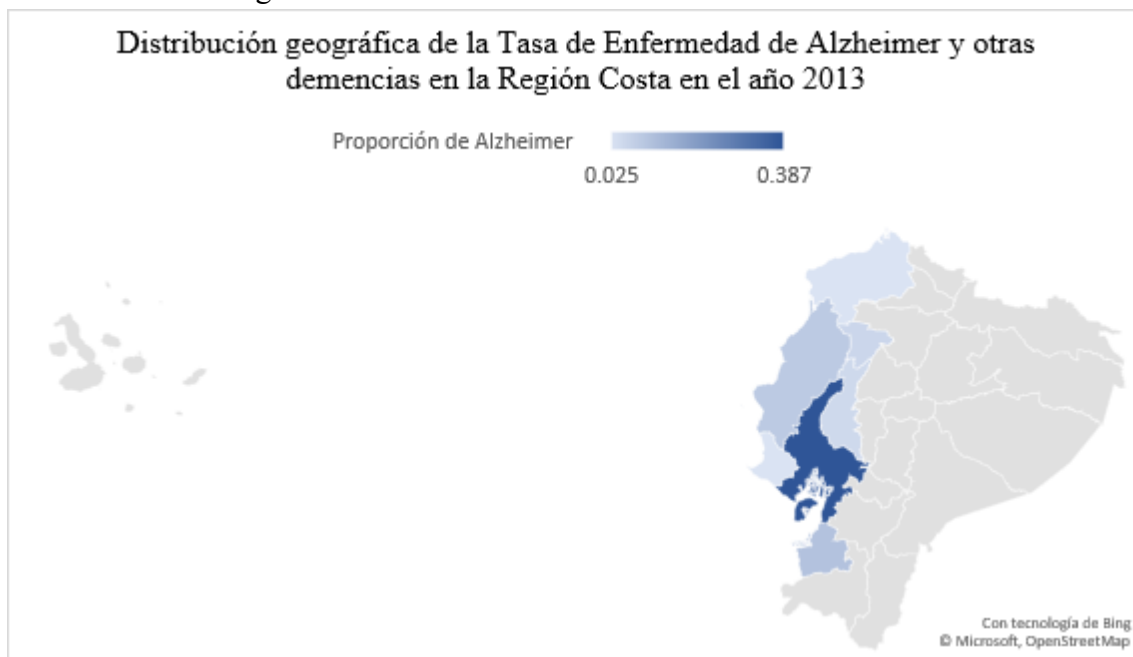 Distribución geográfica de la Tasa de Enfermedad de Alzheimer y otras
demencias en la Región Costa en el año 2013
Proporción de Alzheimer
0.025 0.387
Con tecnología de Bing
© Microsoft, OpenStreetMap